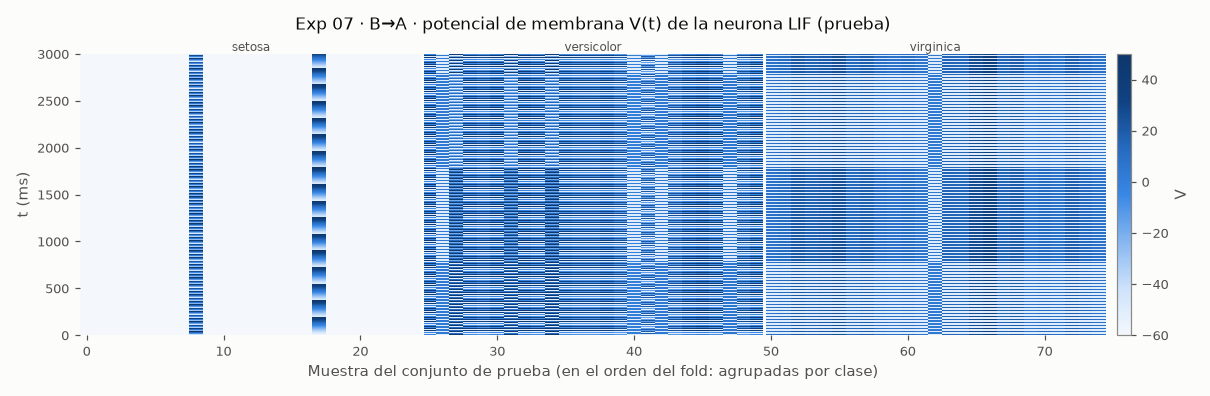 Exp 07 · B→A · potencial de membrana V(t) de la neurona LIF (prueba)
setosa versicolor virginica
3000
2500
2000
1500
1000
500
0
t (ms)
0 10 20 30 40 50 60 70
Muestra del conjunto de prueba (en el orden del fold: agrupadas por clase)
40
20
0
−20
−40
−60
V